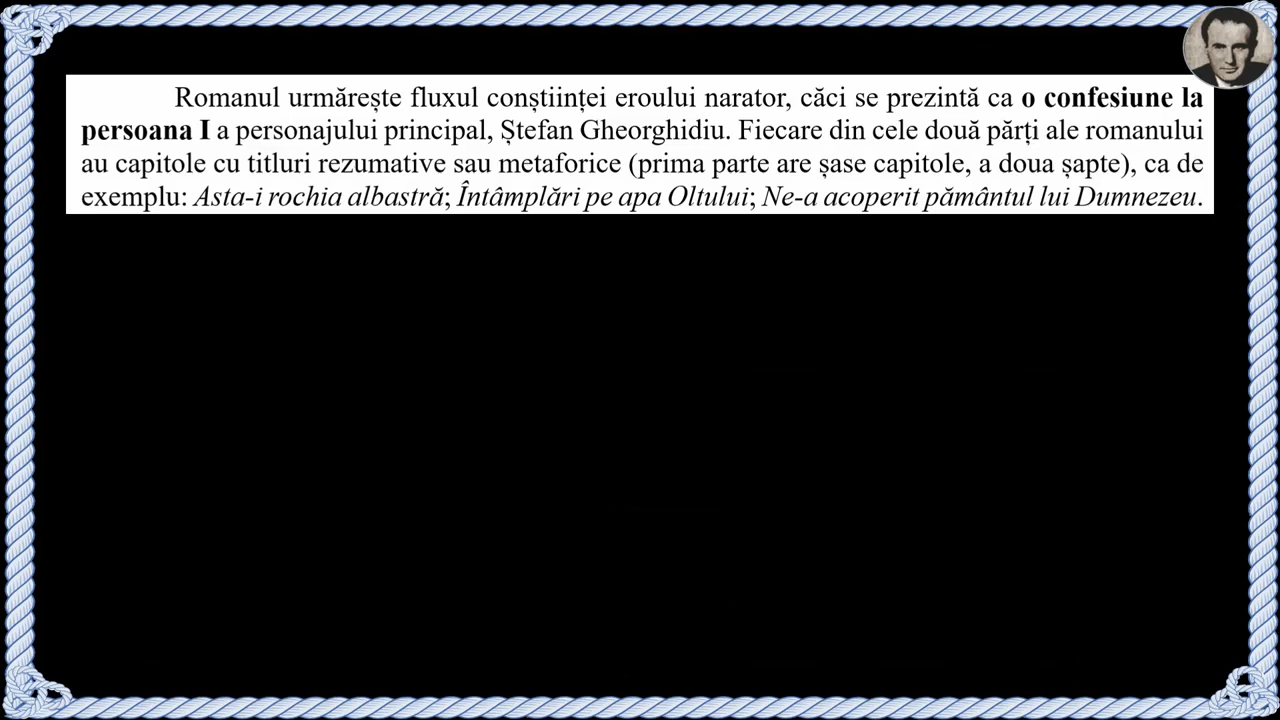 Romanul urmărește fluxul conștiinței eroului narator, căci se prezintă ca o confesiune la
persoana I a personajului principal, Ștefan Gheorghidiu. Fiecare din cele două părți ale romanului
au capitole cu titluri rezumative sau metaforice (prima parte are șase capitole, a doua șapte), ca de
exemplu: Asta-i rochia albastră; Întâmplări pe apa Oltului; Ne-a acoperit pământul lui Dumnezeu.